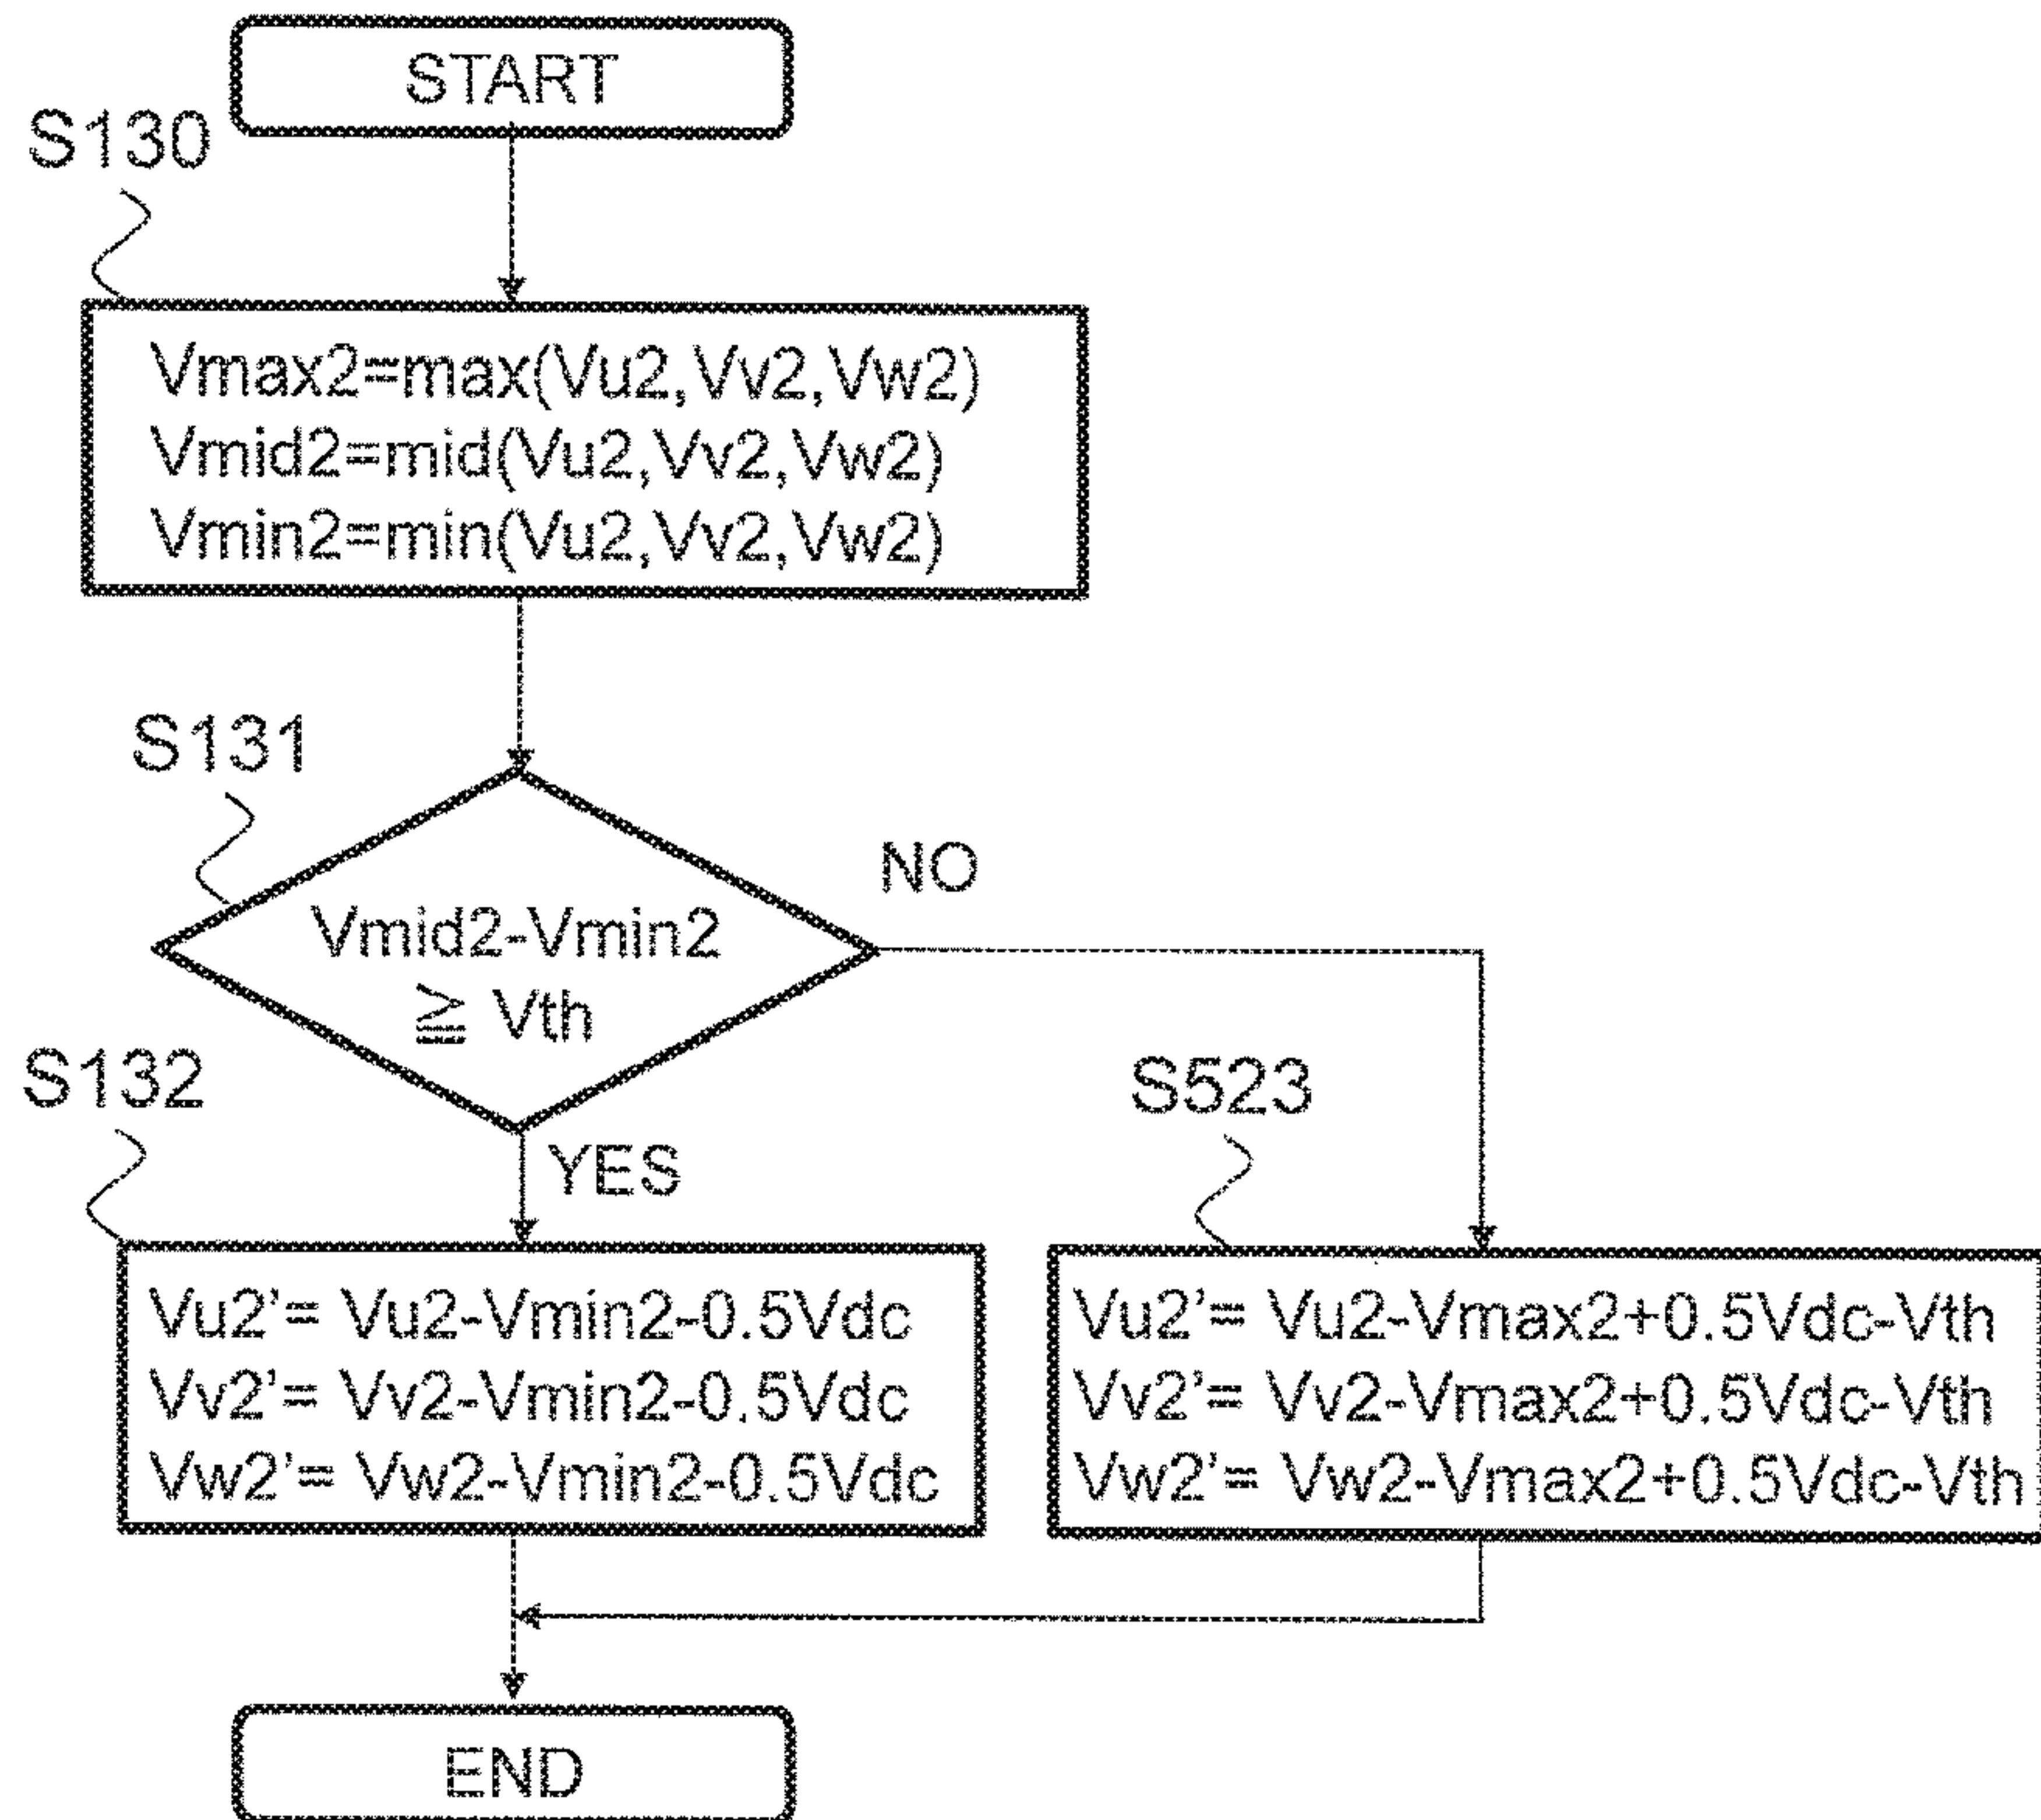 START
S130
Vmax2=max(Vu2,Vv2,Vw2)
Vmid2=mid(Vu2,Vv2,Vw2)
Vmin2=min(Vu2,Vv2,Vw2)
S131
Vmid2-Vmin2
≧ Vth
NO
YES
S132
Vu2’= Vu2-Vmin2-0.5Vdc
Vv2’= Vv2-Vmin2-0.5Vdc
Vw2’= Vw2-Vmin2-0.5Vdc
S523
Vu2’= Vu2-Vmax2+0.5Vdc-Vth
Vv2’= Vv2-Vmax2+0.5Vdc-Vth
Vw2’= Vw2-Vmax2+0.5Vdc-Vth
END